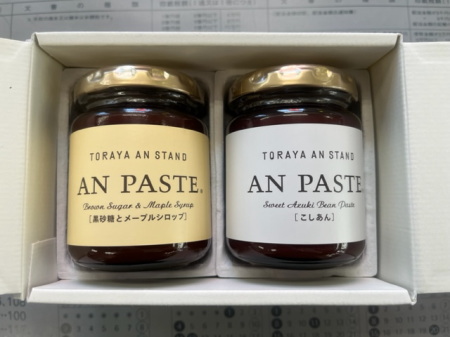 TORAYA AN STAND
AN PASTE®
Brown Sugar & Maple Syrup
[黒砂糖とメープルシロップ]
TORAYA AN STAND
AN PASTE
Sweet Azuki Bean Paste
[こしあん]